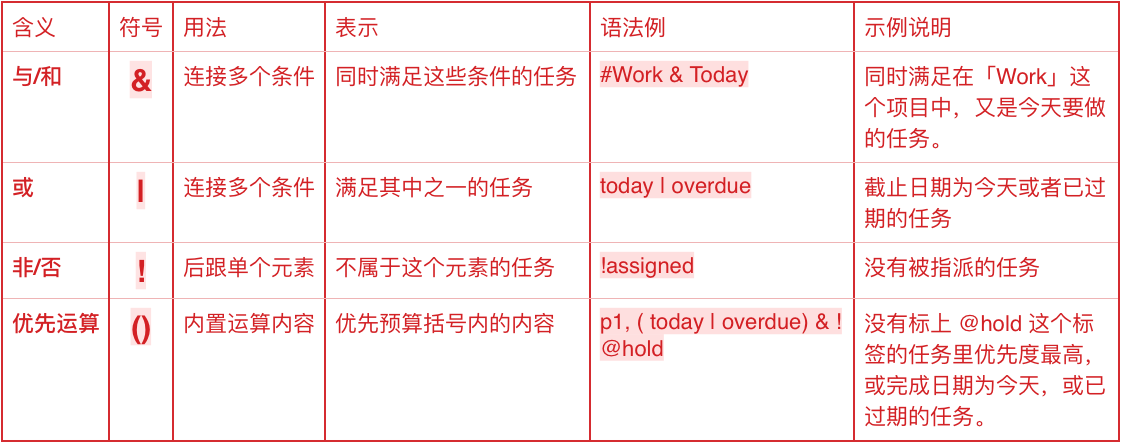 含义 符号 用法 表示 语法例 示例说明
与/和 & 连接多个条件 同时满足这些条件的任务 #Work & Today 同时满足在「Work」这
个项目中，又是今天要做
的任务。
或 | 连接多个条件 满足其中之一的任务 today | overdue 截止日期为今天或者已过
期的任务
非/否 ! 后跟单个元素 不属于这个元素的任务 !assigned 没有被指派的任务
优先运算 () 内置运算内容 优先预算括号内的内容 p1, ( today | overdue) & ! 没有标上 @hold 这个标
@hold 签的任务里优先度最高，
或完成日期为今天，或已
过期的任务。